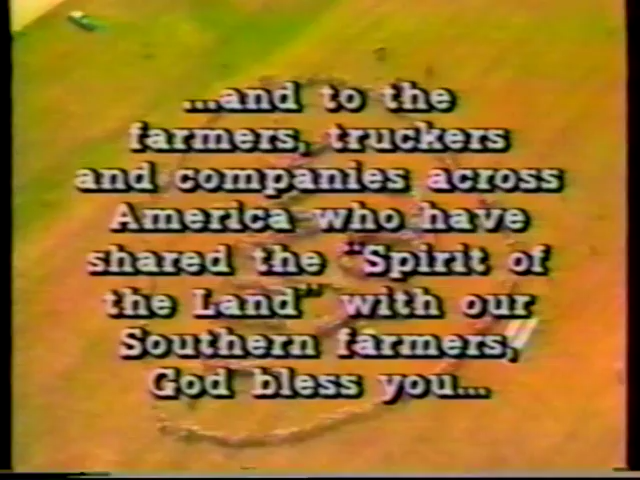 ...and to the
farmers, truckers
and companies across
America who have
shared the "Spirit of
the Land" with our
Southern farmers,
God bless you...